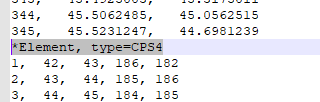 344,   45.5062485,   45.0562515
345,   45.5231247,   44.6981239
*Element, type=CPS4
1,  42,  43, 186, 182
2,  43,  44, 185, 186
3,  44,  45, 184, 185